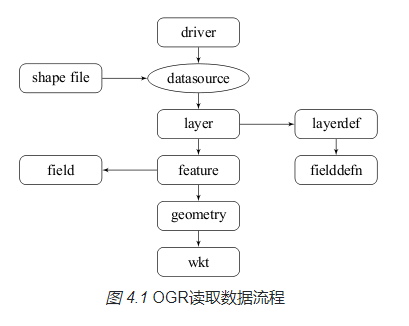 driver
shape file
datasource
layer
layerdef
field
feature
fielddefn
geometry
wkt
图 4.1 OGR读取数据流程